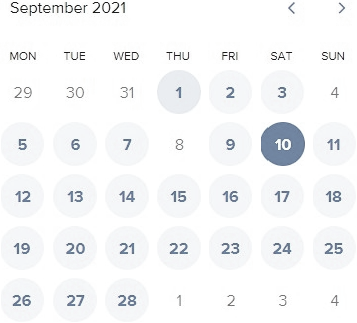 September 2021
MON TUE WED THU FRI SAT SUN
29 30 31 1 2 3 4
5 6 7 8 9 10 11
12 13 14 15 16 17 18
19 20 21 22 23 24 25
26 27 28 1 2 3 4